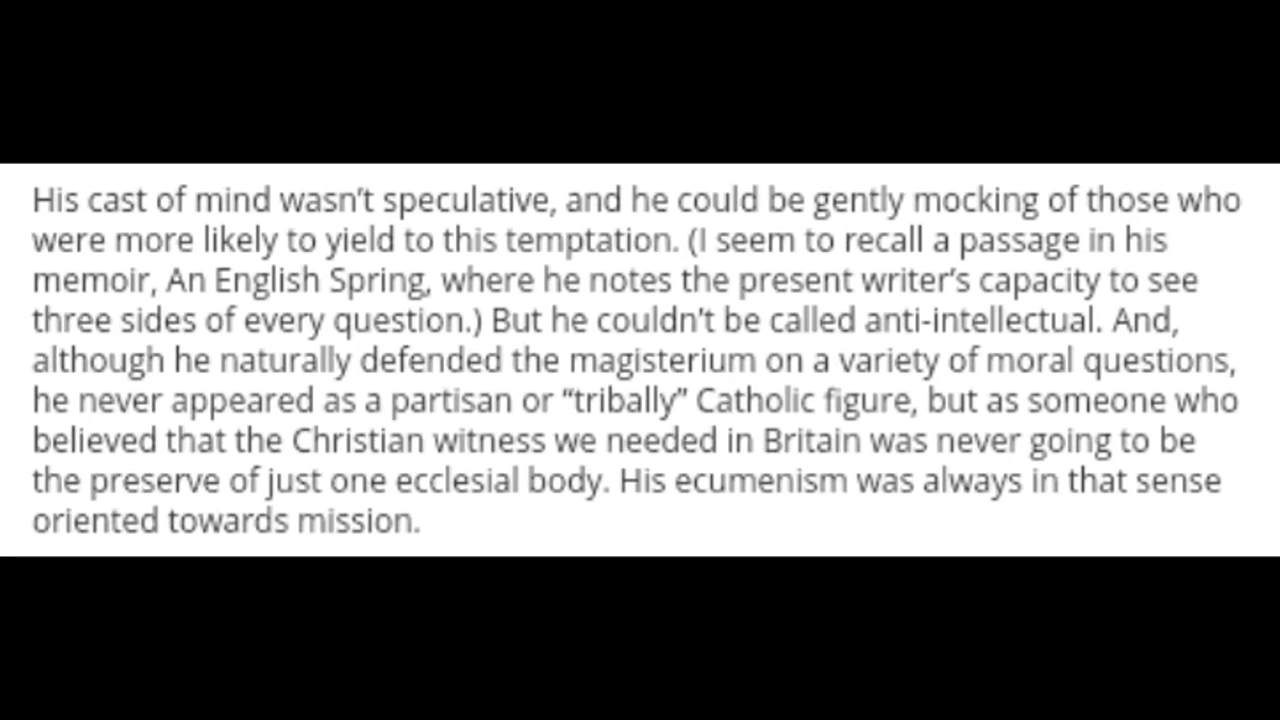 His cast of mind wasn’t speculative, and he could be gently mocking of those who
were more likely to yield to this temptation. (I seem to recall a passage in his
memoir, An English Spring, where he notes the present writer’s capacity to see
three sides of every question.) But he couldn’t be called anti-intellectual. And,
although he naturally defended the magisterium on a variety of moral questions,
he never appeared as a partisan or “tribally” Catholic figure, but as someone who
believed that the Christian witness we needed in Britain was never going to be
the preserve of just one ecclesial body. His ecumenism was always in that sense
oriented towards mission.